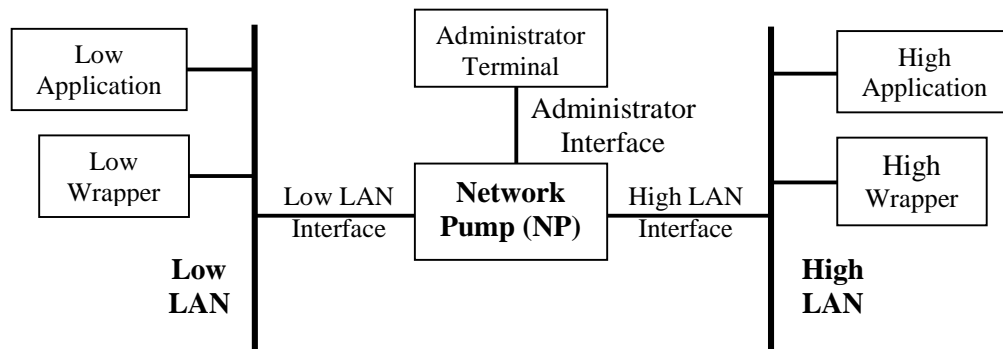 Low
Application
Low
Wrapper
Low LAN
Interface
Low
LAN
Administrator
Terminal
Administrator
Interface
Network
Pump (NP)
High LAN
Interface
High
Application
High
Wrapper
High
LAN